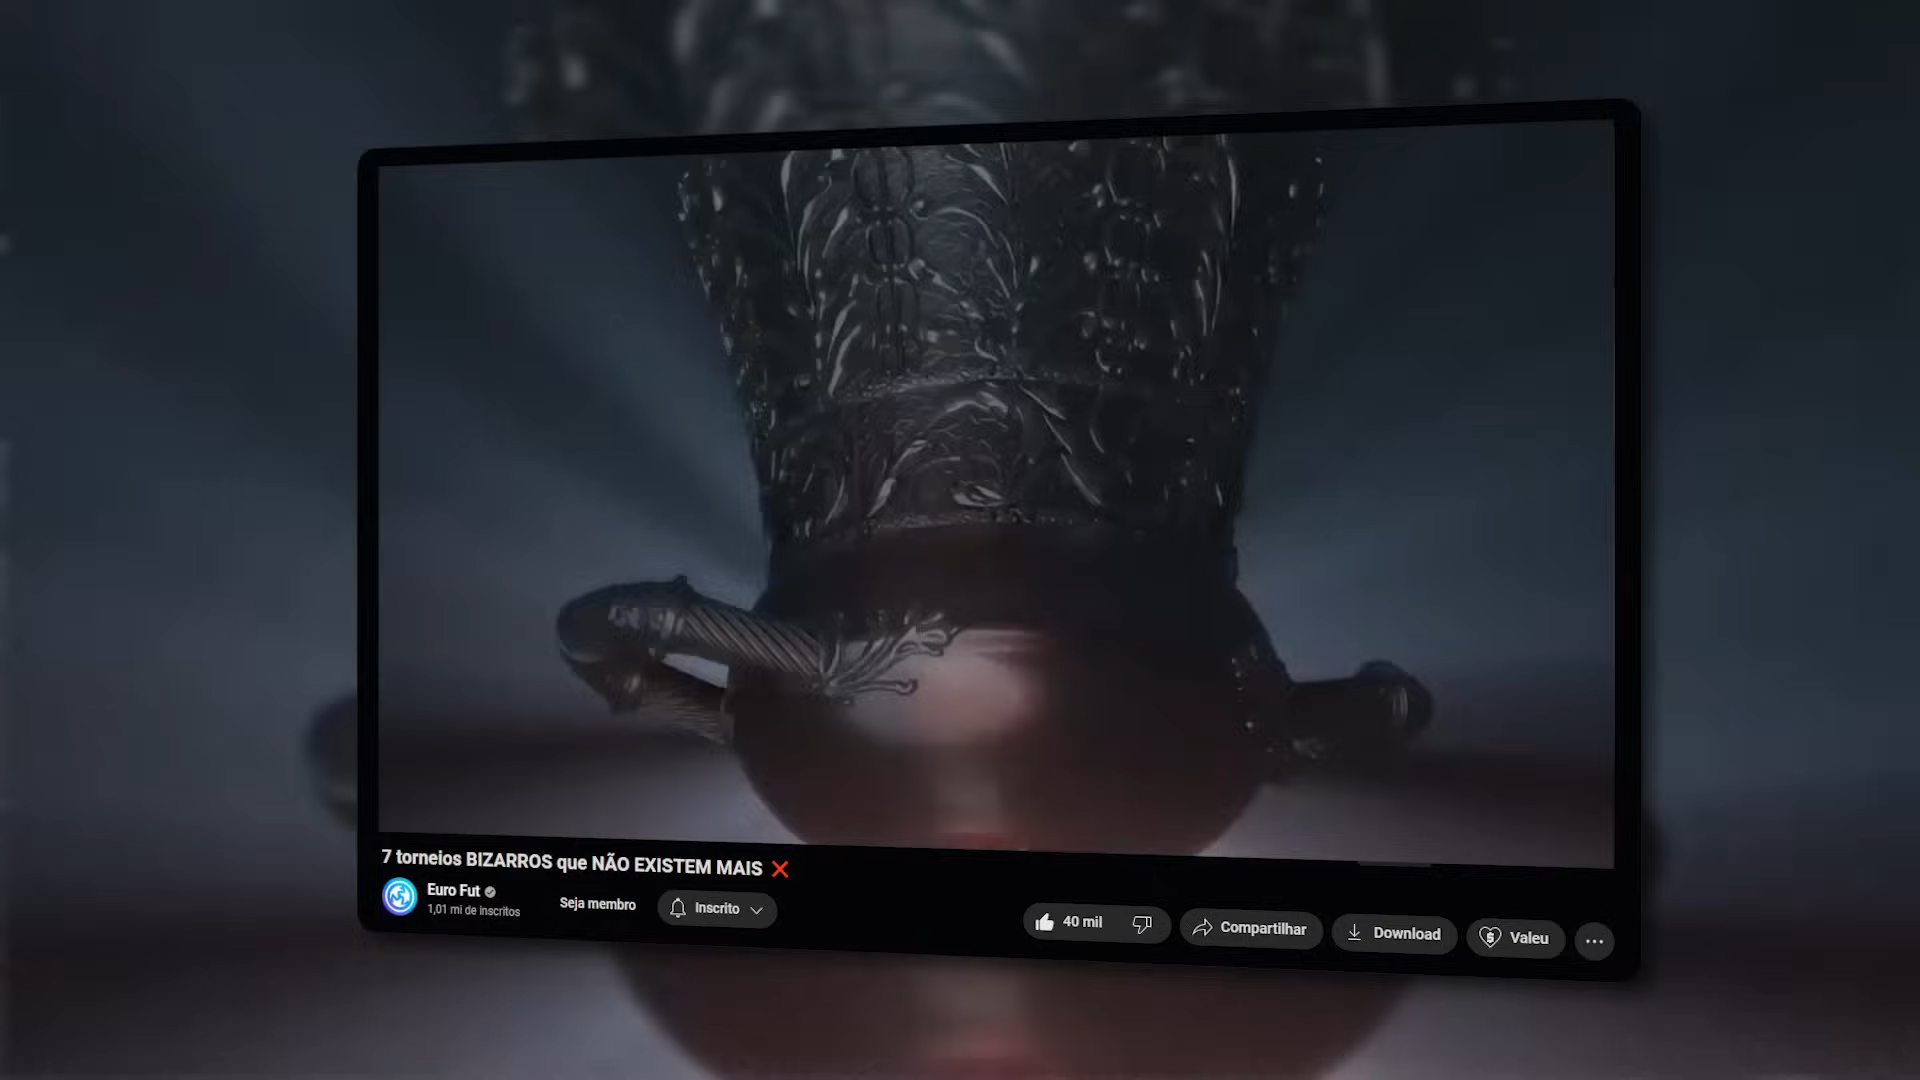 7 torneios BIZARROS que NÃO EXISTEM MAIS ❌
Euro Fut
1,01 mi de inscritos
Seja membro
Inscrito
40 mil
Compartilhar
Download
Valeu